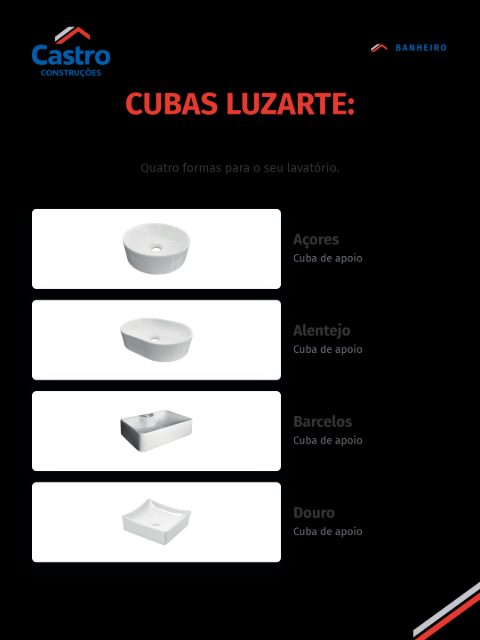 Castro
CONSTRUÇÕES
BANHEIRO
CUBAS LUZARTE:
Quatro formas para o seu lavatório.
Açores
Cuba de apoio
Alentejo
Cuba de apoio
Barcelos
Cuba de apoio
Douro
Cuba de apoio